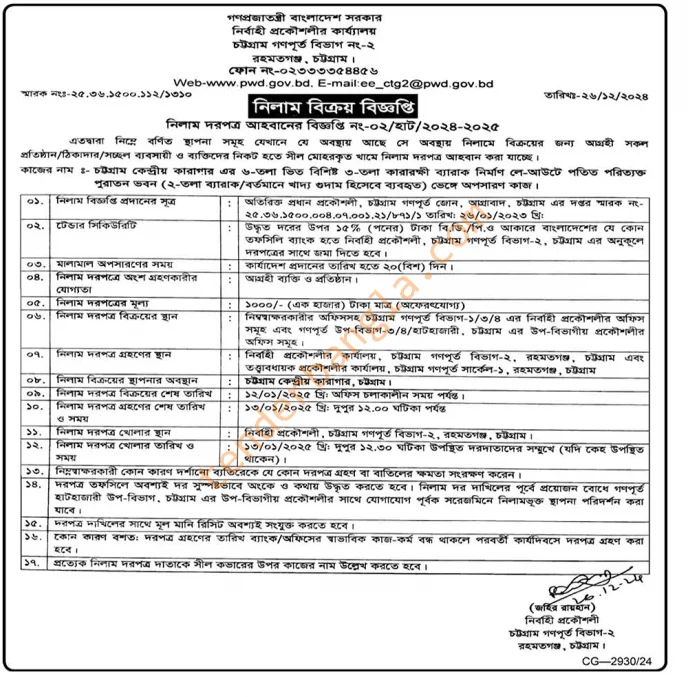 গণপ্রজাতন্ত্রী বাংলাদেশ সরকার
নির্বাহী প্রকৌশলীর কার্যালয়
চট্টগ্রাম গণপূর্ত বিভাগ নং-২
রহমতগঞ্জ, চট্টগ্রাম।
ফোন নং-০২৩৩৩৩৫৪৪৫৬
Web-www.pwd.gov.bd, E-mail:ee_ctg2@pwd.gov.bd
স্মারক নংঃ-২৫.৩৬.১৫০০.১১২/১৩১০ তারিখঃ-২৬/১২/২০২৪
নিলাম বিক্রয় বিজ্ঞপ্তি
নিলাম দরপত্র আহবানের বিজ্ঞপ্তি নং-০২/হাট/২০২৪-২০২৫
এতদ্বারা নিম্নে বর্ণিত স্থাপনা সমূহ যেখানে যে অবস্থায় আছে সে অবস্থায় নিলামে বিক্রয়ের জন্য আগ্রহী সকল
প্রতিষ্ঠান/ঠিকাদার/সচ্ছল ব্যবসায়ী ও ব্যক্তিদের নিকট হতে সীল মোহরকৃত খামে নিলাম দরপত্র আহবান করা যাচ্ছে।
কাজের নাম ঃ- চট্টগ্রাম কেন্দ্রীয় কারাগার এর ৬-তলা ভিত বিশিষ্ট ৩-তলা কারারক্ষী ব্যারাক নির্মাণ লে-আউটে পতিত পরিত্যক্ত
পুরাতন ভবন (২-তলা ব্যারাক/বর্তমানে খাদ্য গুদাম হিসেবে ব্যবহৃত) ভেঙ্গে অপসারণ কাজ।
০১. নিলাম বিজ্ঞপ্তি প্রদানের সূত্র : অতিরিক্ত প্রধান প্রকৌশলী, চট্টগ্রাম গণপূর্ত জোন, আগ্রাবাদ, চট্টগ্রাম এর দপ্তর স্মারক নং-
২৫.৩৬.১৫০০.০০৪.০৭.০০১.২১/৮৭১/১ তারিখ: ২৬/০১/২০২৩ খ্রি:
০২. টেন্ডার সিকিউরিটি : উদ্ধৃত দরের উপর ১৫% (পনের) টাকা বি.ডি/পি.ও আকারে বাংলাদেশের যে কোন
তফসিলি ব্যাংক হতে নির্বাহী প্রকৌশলী, চট্টগ্রাম গণপূর্ত বিভাগ-২, চট্টগ্রাম এর অনুকূলে
দরপত্রের সাথে জমা দিতে হবে।
০৩. মালামাল অপসারণের সময় : কার্যাদেশ প্রদানের তারিখ হতে ২০(বিশ) দিন।
০৪. নিলাম দরপত্রে অংশ গ্রহণকারীর
যোগ্যতা : আগ্রহী ব্যক্তি ও প্রতিষ্ঠান।
০৫. নিলাম দরপত্রের মূল্য : ১০০০/- (এক হাজার) টাকা মাত্র (অফেরৎযোগ্য)
০৬. নিলাম দরপত্র বিক্রয়ের স্থান : নিম্নস্বাক্ষরকারীর অফিসসহ চট্টগ্রাম গণপূর্ত বিভাগ-১/৩/৪ এর নিবার্হী প্রকৌশলীর অফিস
সমূহ এবং গণপূর্ত উপ-বিভাগ-৩/৪/হাটহাজারী, চট্টগ্রাম এর উপ-বিভাগীয় প্রকৌশলীর
অফিস সমূহ।
০৭. নিলাম দরপত্র গ্রহণের স্থান : নির্বাহী প্রকৌশলীর কার্যালয়, চট্টগ্রাম গণপূর্ত বিভাগ-২, রহমতগঞ্জ, চট্টগ্রাম এবং
তত্ত্বাবধায়ক প্রকৌশলীর কার্যালয়, চট্টগ্রাম গণপূর্ত সার্কেল-১, রহমতগঞ্জ, চট্টগ্রাম
০৮. নিলাম বিক্রয়ের স্থাপনার অবস্থান : চট্টগ্রাম কেন্দ্রীয় কারাগার, চট্টগ্রাম।
০৯. নিলাম দরপত্র বিক্রয়ের শেষ তারিখ : ১২/০১/২০২৫ খ্রি: অফিস চলাকালীন সময় পর্যন্ত।
১০. নিলাম দরপত্র গ্রহণের শেষ তারিখ
ও সময় : ১৩/০১/২০২৫ খ্রি: দুপুর ১২.০০ ঘটিকা পর্যন্ত
১১. নিলাম দরপত্র খোলার স্থান : নির্বাহী প্রকৌশলী, চট্টগ্রাম গণপূর্ত বিভাগ-২, রহমতগঞ্জ, চট্টগ্রাম।
১২. নিলাম দরপত্র খোলার তারিখ ও
সময় : ১৩/০১/২০২৫ খ্রি: দুপুর ১২.৩০ ঘটিকা উপস্থিত দরদাতাদের সম্মুখে (যদি কেহ উপস্থিত
থাকেন)।
১৩. নিম্নস্বাক্ষরকারী কোন কারণ দর্শানো ব্যতিরেকে যে কোন দরপত্র গ্রহণ বা বাতিলের ক্ষমতা সংরক্ষণ করেন।
১৪. দরপত্র তফসিলে অবশ্যই দর সুস্পষ্টভাবে অংকে ও কথায় উদ্ধৃত করতে হবে। নিলাম দর দাখিলের পূর্বে প্রয়োজন বোধে গণপূর্ত
হাটহাজারী উপ-বিভাগ, চট্টগ্রাম এর উপ-বিভাগীয় প্রকৌশলীর সাথে যোগাযোগ পূর্বক সরেজমিনে নিলামভুক্ত স্থাপনা পরিদর্শন করা
যাবে।
১৫. দরপত্র দাখিলের সাথে মূল মানি রিসিট অবশ্যই সংযুক্ত করতে হবে।
১৬. কোন কারণ বশত: দরপত্র গ্রহণের তারিখ ব্যাংক/অফিসের স্বাভাবিক কাজ-কর্ম বন্ধ থাকলে পরবর্তী কার্যদিবসে দরপত্র গ্রহণ করা
হবে।
১৭. প্রত্যেক নিলাম দরপত্র দাতাকে সীল কভারের উপর কাজের নাম উল্লেখ করতে হবে।
tenderbangla.com
26.12.24
(জহির রায়হান)
নির্বাহী প্রকৌশলী
চট্টগ্রাম গণপূর্ত বিভাগ-২
রহমতগঞ্জ, চট্টগ্রাম।
CG—2930/24